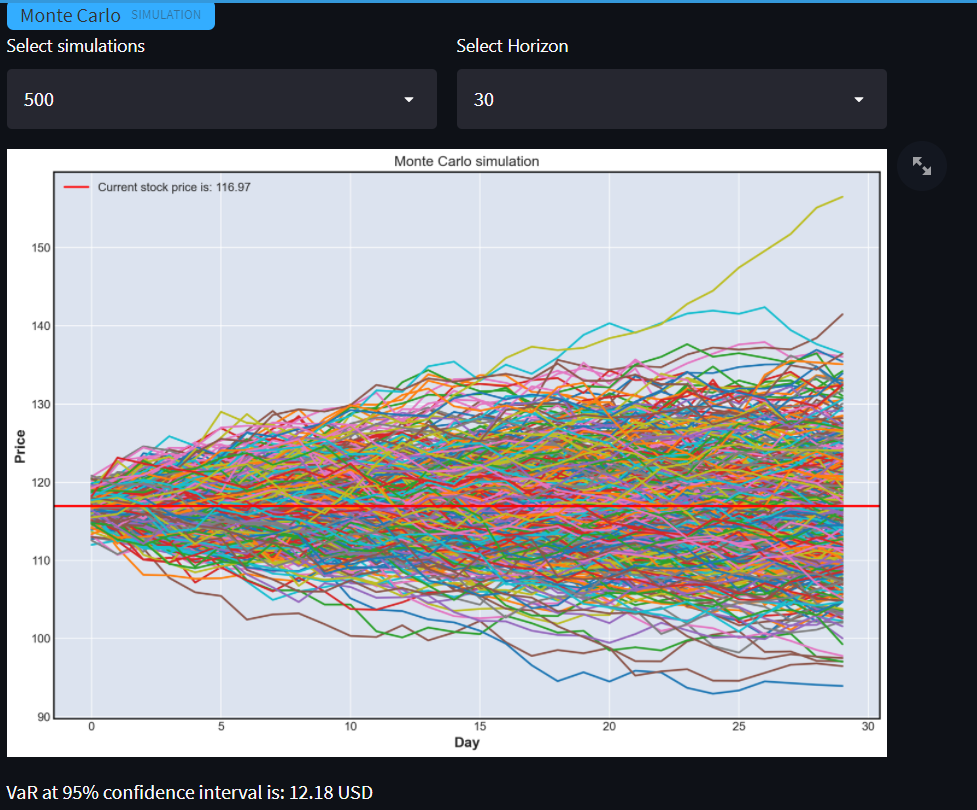 Monte Carlo SIMULATION
Select simulations
Select Horizon
500
30
Monte Carlo simulation
Current stock price is: 116.97
150
140
130
120
110
100
90
Price
0 5 10 15 20 25 30
Day
VaR at 95% confidence interval is: 12.18 USD